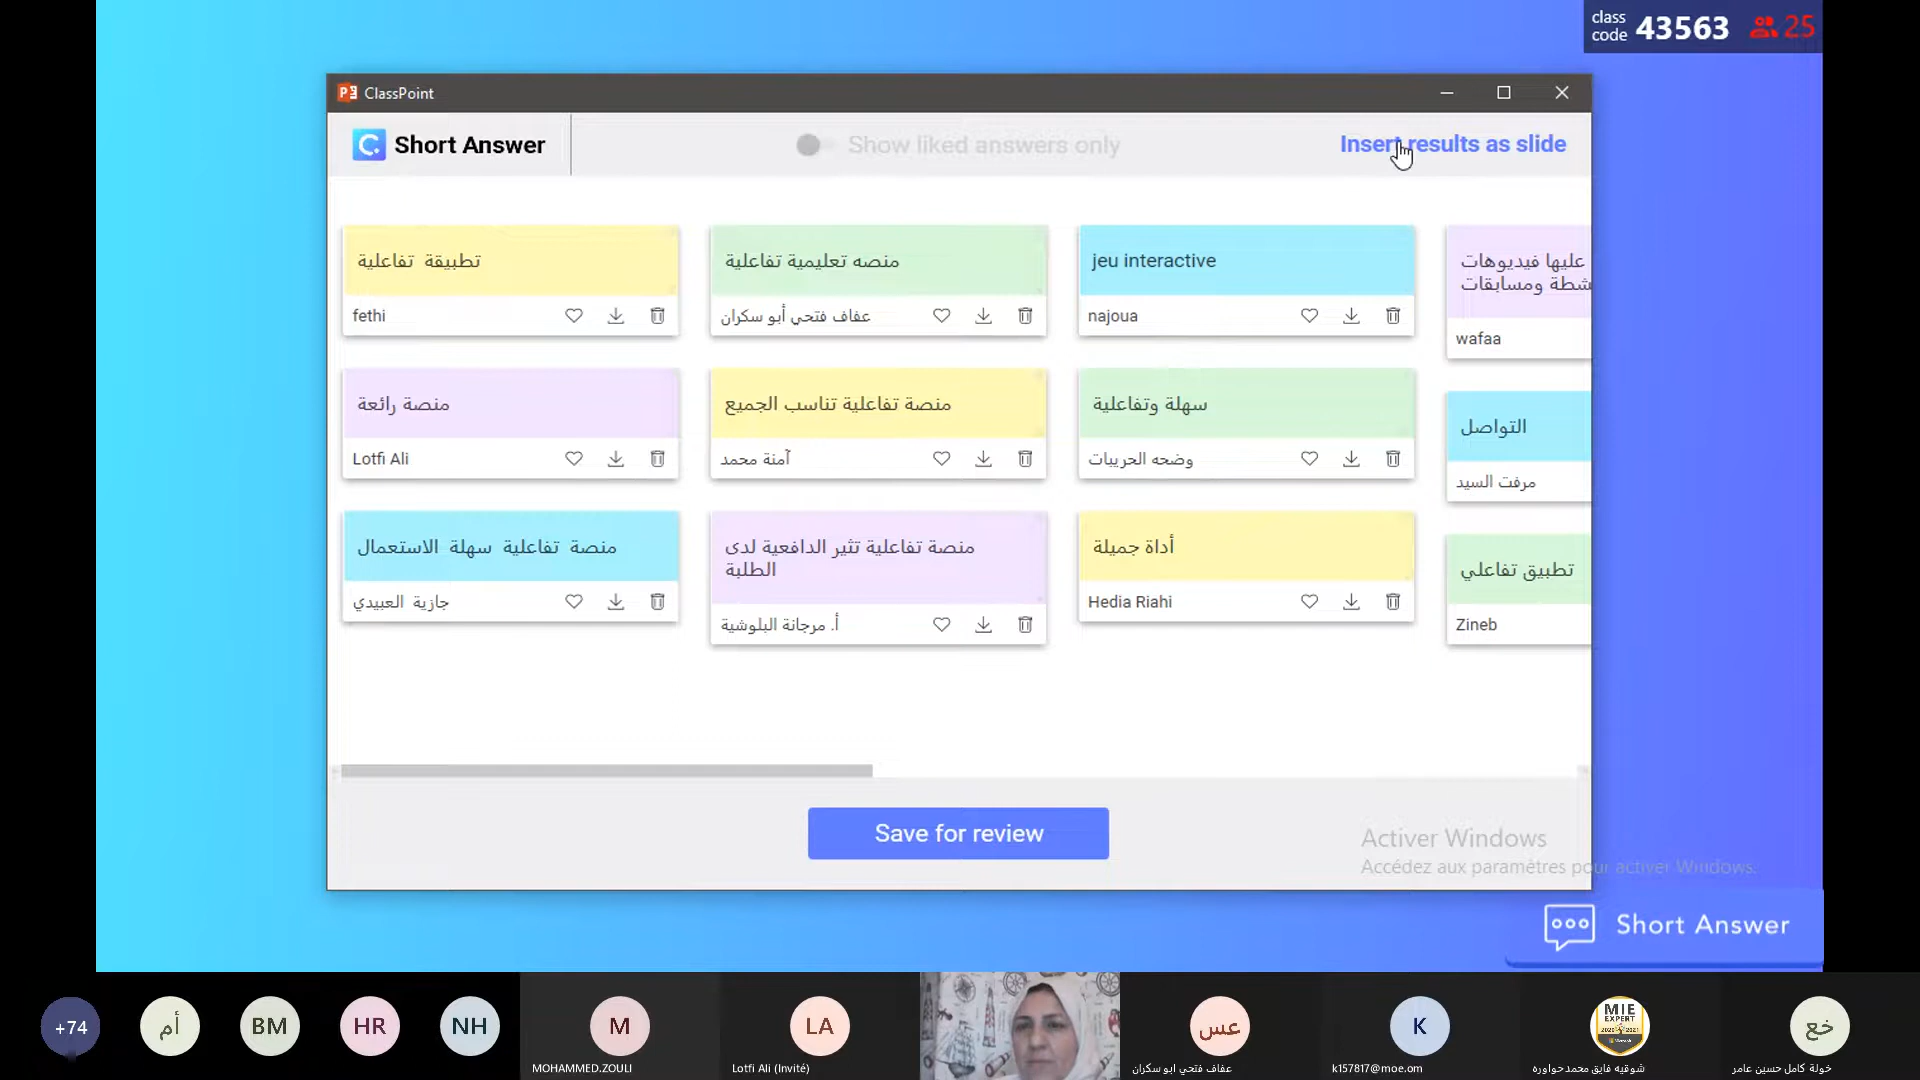 class
code 43563 25
ClassPoint
Short Answer
Show liked answers only
Insert results as slide
تطبيقة تفاعلية
fethi
منصة رائعة
Lotfi Ali
منصة تفاعلية سهلة الاستعمال
جازية العبيدي
منصه تعليمية تفاعلية
عفاف فتحي أبو سكران
منصة تفاعلية تناسب الجميع
آمنة محمد
منصة تفاعلية تثير الدافعية لدى
الطلبة
أ. مرجانة البلوشية
jeu interactive
najoua
سهلة وتفاعلية
وضحه الحريبات
أداة جميلة
Hedia Riahi
عليها فيديوهات
شطة ومسابقات
wafaa
التواصل
مرفت السيد
تطبيق تفاعلي
Zineb
Save for review
Activer Windows
Accédez aux paramètres pour activer Windows.
Short Answer
+74
أم
BM
HR
NH
M
MOHAMMED.ZOULI
LA
Lotfi Ali (Invité)
عس
عفاف فتحي ابو سكران
K
k157817@moe.om
MIE
EXPERT
2020 2021
شوقيه فايق محمد حواوره
خع
خولة كامل حسين عامر